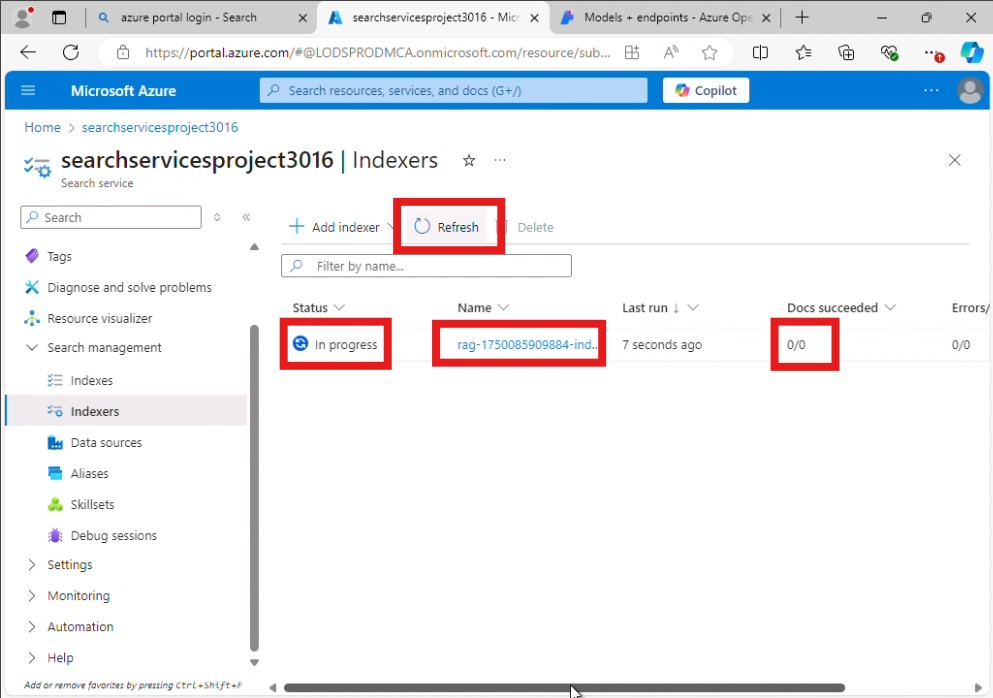 azure portal login - Search
searchservicesproject3016 - Micr
Models + endpoints - Azure Ope
https://portal.azure.com/#@LODSPRODMCA.onmicrosoft.com/resource/sub...
Microsoft Azure
Search resources, services, and docs (G+/)
Copilot
Home > searchservicesproject3016
searchservicesproject3016 | Indexers
Search service
Search
Add indexer
Refresh
Delete
Filter by name...
Tags
Diagnose and solve problems
Resource visualizer
Search management
Indexes
Indexers
Data sources
Aliases
Skillsets
Debug sessions
Settings
Monitoring
Automation
Help
Add or remove favorites by pressing Ctrl+Shift+F
Status Name Last run ↓ Docs succeeded Errors/
In progress rag-1750085909884-ind... 7 seconds ago 0/0 0/0